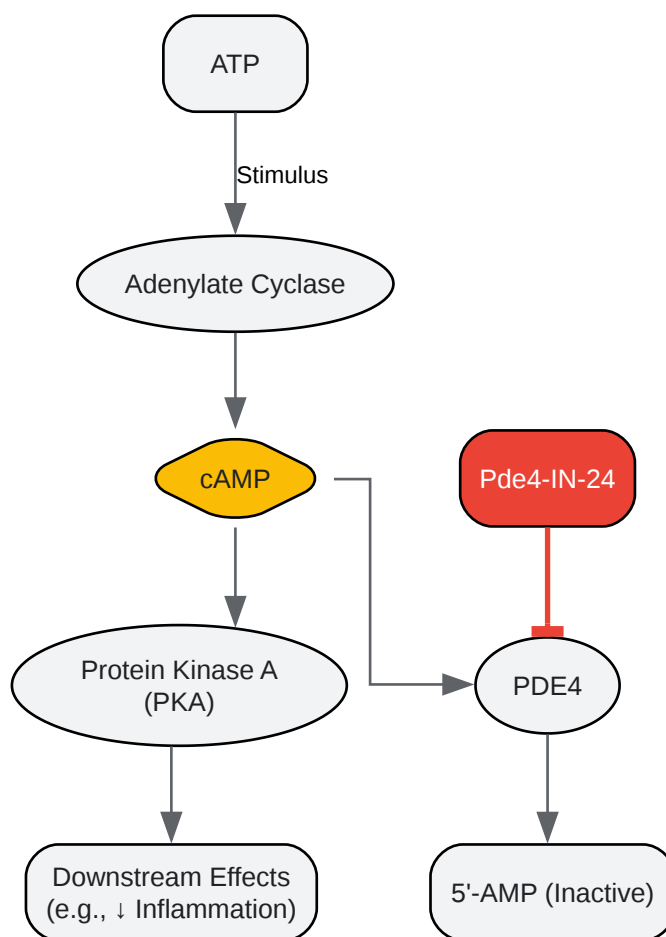 ATP
Stimulus
Adenylate Cyclase
cAMP
Pde4-IN-24
Protein Kinase A
(PKA)
PDE4
Downstream Effects
(e.g., ↓ Inflammation)
5'-AMP (Inactive)